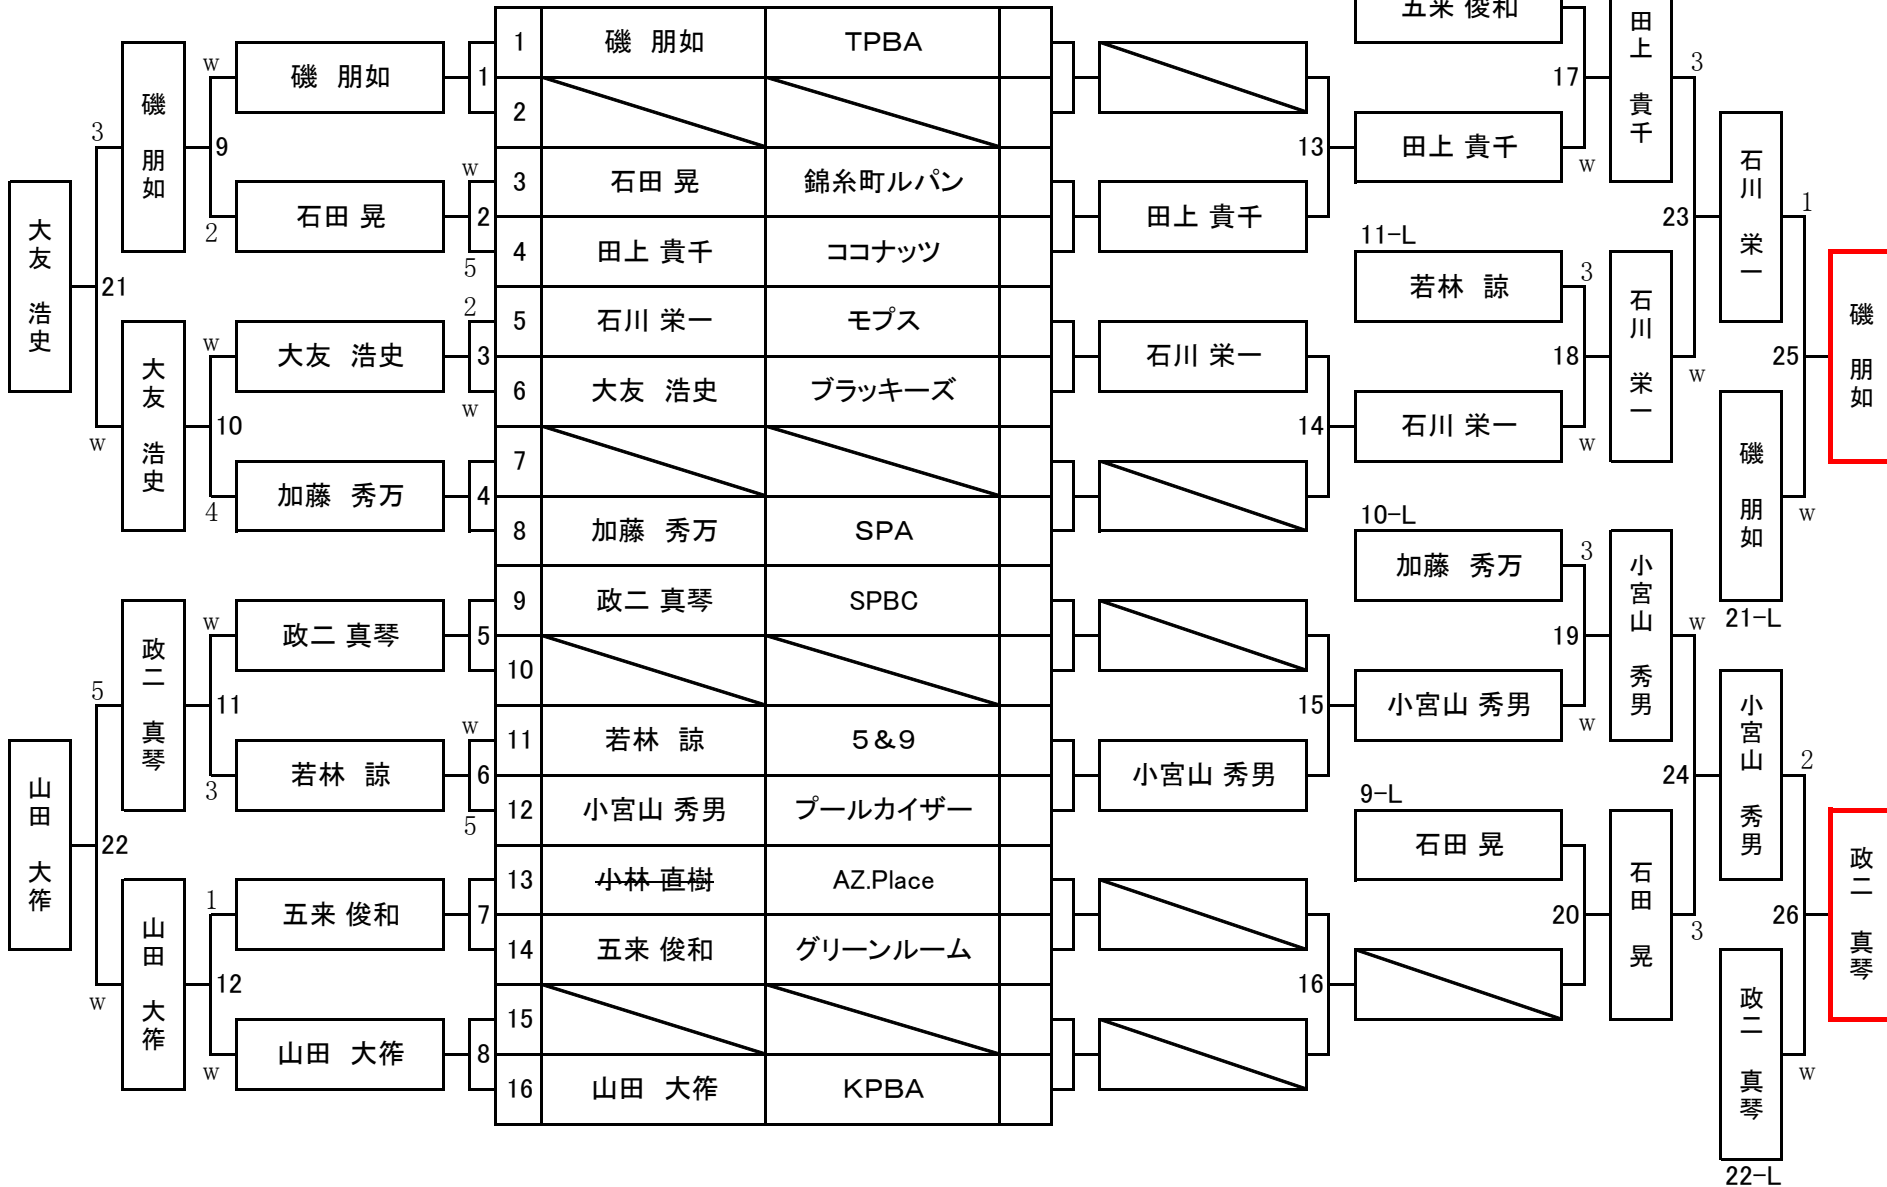 1 磯 朋如 TPBA
2
3 石田 晃 錦糸町ルパン
4 田上 貴千 ココナッツ
5 石川 栄一 モプス
6 大友 浩史 ブラッキーズ
7
8 加藤 秀万 SPA
9 政二 真琴 SPBC
10
11 若林 諒 5&9
12 小宮山 秀男 プールカイザー
13 小林 直樹 AZ.Place
14 五来 俊和 グリーンルーム
15
16 山田 大筰 KPBA
大友 浩史
21
3
w
磯 朋如
9
w
2
磯 朋如
1
石田 晃
w
2
5
大友 浩史
10
w
4
大友 浩史
2
3
w
加藤 秀万
4
山田 大筰
22
5
w
政二 真琴
11
w
3
政二 真琴
5
若林 諒
w
6
5
山田 大筰
12
1
w
五来 俊和
7
山田 大筰
8
田上 貴千
13
石川 栄一
14
小宮山 秀男
15
16
五来 俊和
17
田上 貴千
w
11-L
若林 諒
3
18
石川 栄一
w
10-L
加藤 秀万
3
19
小宮山 秀男
w
9-L
石田 晃
20
田上 貴千
3
23
石川 栄一
w
小宮山 秀男
w
24
石田 晃
3
石川 栄一
1
25
磯 朋如
w
21-L
小宮山 秀男
2
26
政二 真琴
w
22-L
磯 朋如
政二 真琴